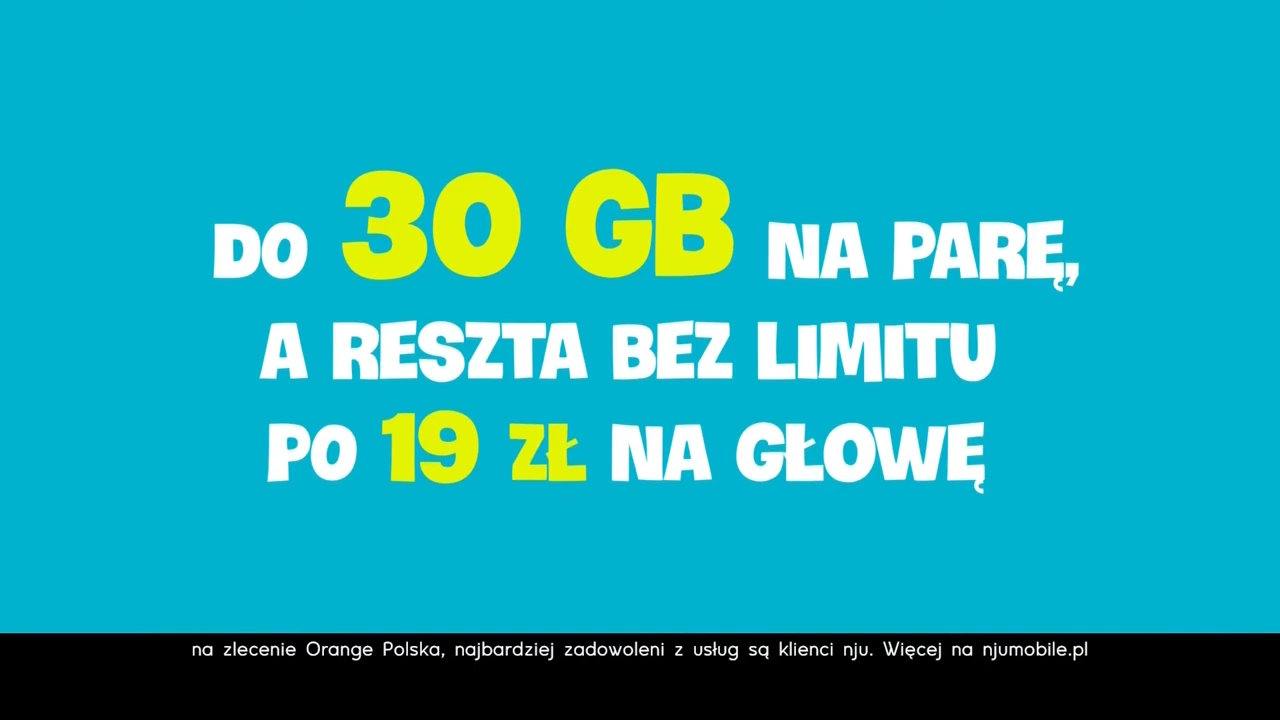 DO 30 GB NA PARĘ,
A RESZTA BEZ LIMITU
PO 19 ZŁ NA GŁOWĘ
na zlecenie Orange Polska, najbardziej zadowoleni z usług są klienci nju. Więcej na njumobile.pl